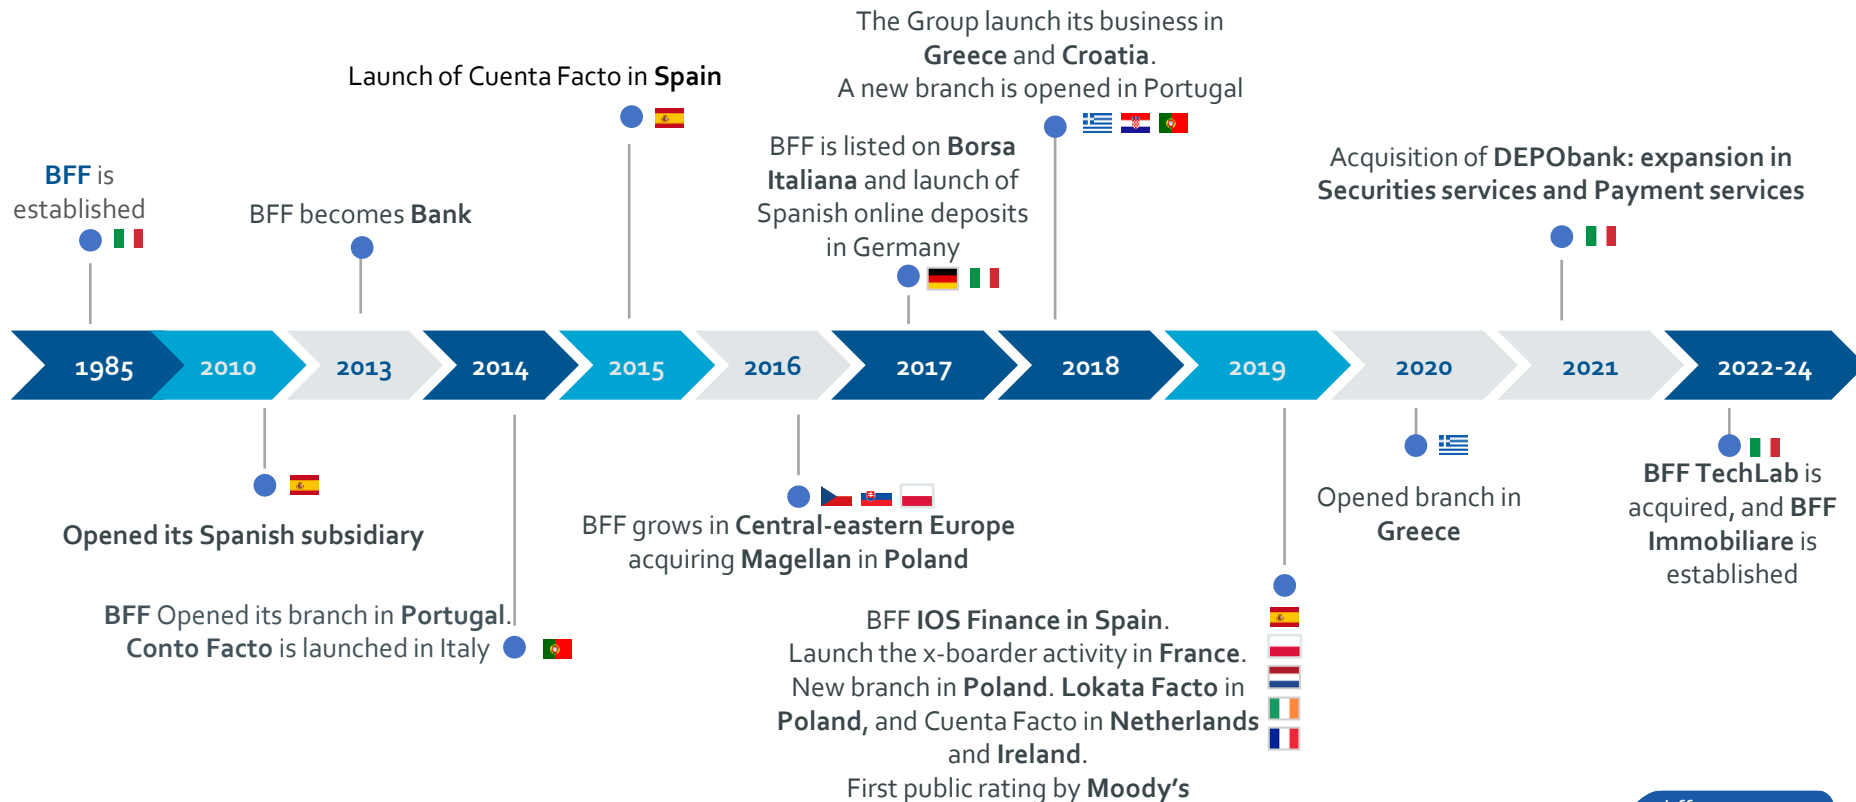 The Group launch its business in
Greece and Croatia.
A new branch is opened in Portugal
Launch of Cuenta Facto in Spain
BFF is listed on Borsa
Italiana and launch of
Spanish online deposits
in Germany
Acquisition of DEPObank: expansion in
Securities services and Payment services
BFF is
established
BFF becomes Bank
1985
2010
2013
2014
2015
2016
2017
2018
2019
2020
2021
2022-24
Opened its Spanish subsidiary
BFF Opened its branch in Portugal.
Conto Facto is launched in Italy
BFF grows in Central-eastern Europe
acquiring Magellan in Poland
BFF IOS Finance in Spain.
Launch the x-boarder activity in France.
New branch in Poland. Lokata Facto in
Poland, and Cuenta Facto in Netherlands
and Ireland.
First public rating by Moody's
Opened branch in
Greece
BFF TechLab is
acquired, and BFF
Immobiliare is
established